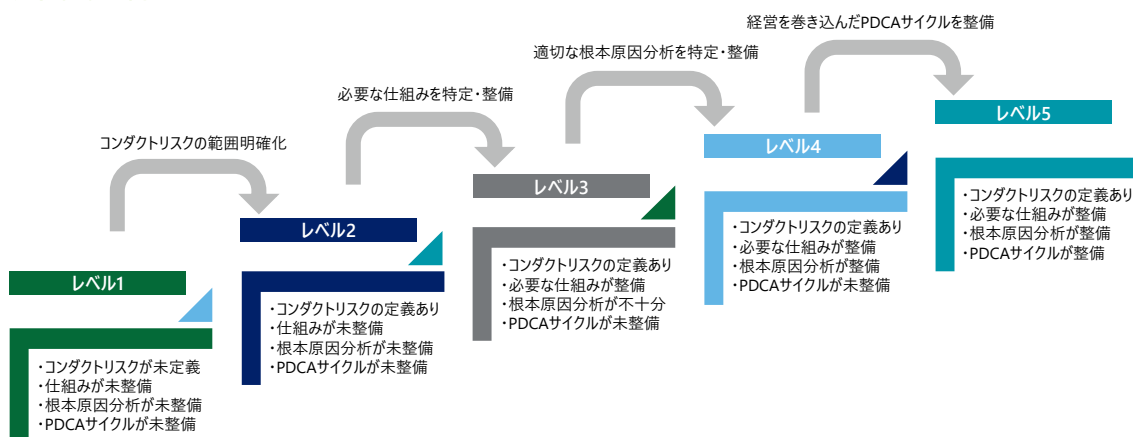 コンダクトリスクの範囲明確化
必要な仕組みを特定・整備
適切な根本原因分析を特定・整備
経営を巻き込んだPDCAサイクルを整備
レベル1
・コンダクトリスクが未定義
・仕組みが未整備
・根本原因分析が未整備
・PDCAサイクルが未整備
レベル2
・コンダクトリスクの定義あり
・仕組みが未整備
・根本原因分析が未整備
・PDCAサイクルが未整備
レベル3
・コンダクトリスクの定義あり
・必要な仕組みが整備
・根本原因分析が不十分
・PDCAサイクルが未整備
レベル4
・コンダクトリスクの定義あり
・必要な仕組みが整備
・根本原因分析が整備
・PDCAサイクルが未整備
レベル5
・コンダクトリスクの定義あり
・必要な仕組みが整備
・根本原因分析が整備
・PDCAサイクルが整備